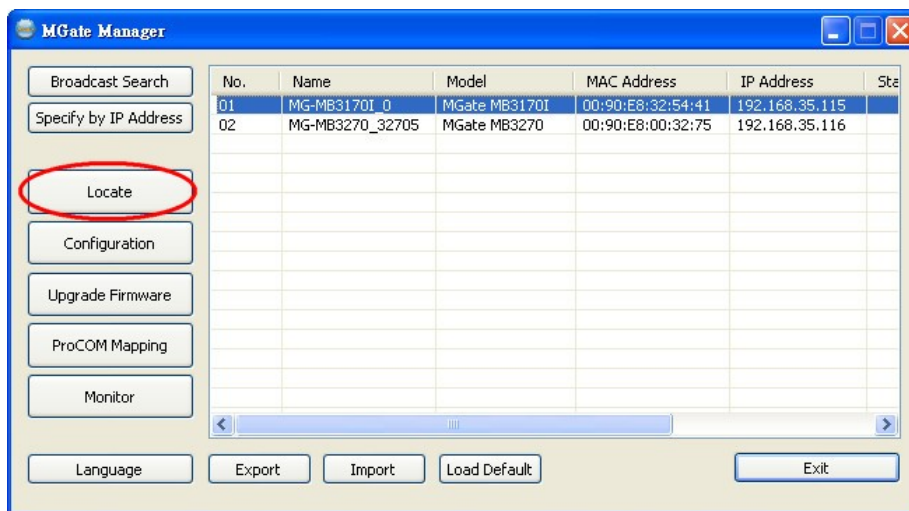 MGate Manager
Broadcast Search
Specify by IP Address
Locate
Configuration
Upgrade Firmware
ProCOM Mapping
Monitor
Language
No. Name Model MAC Address IP Address Sta
01 MG-MB3170I_0 MGate MB3170I 00:90:E8:32:54:41 192.168.35.115
02 MG-MB3270_32705 MGate MB3270 00:90:E8:00:32:75 192.168.35.116
Export Import Load Default Exit